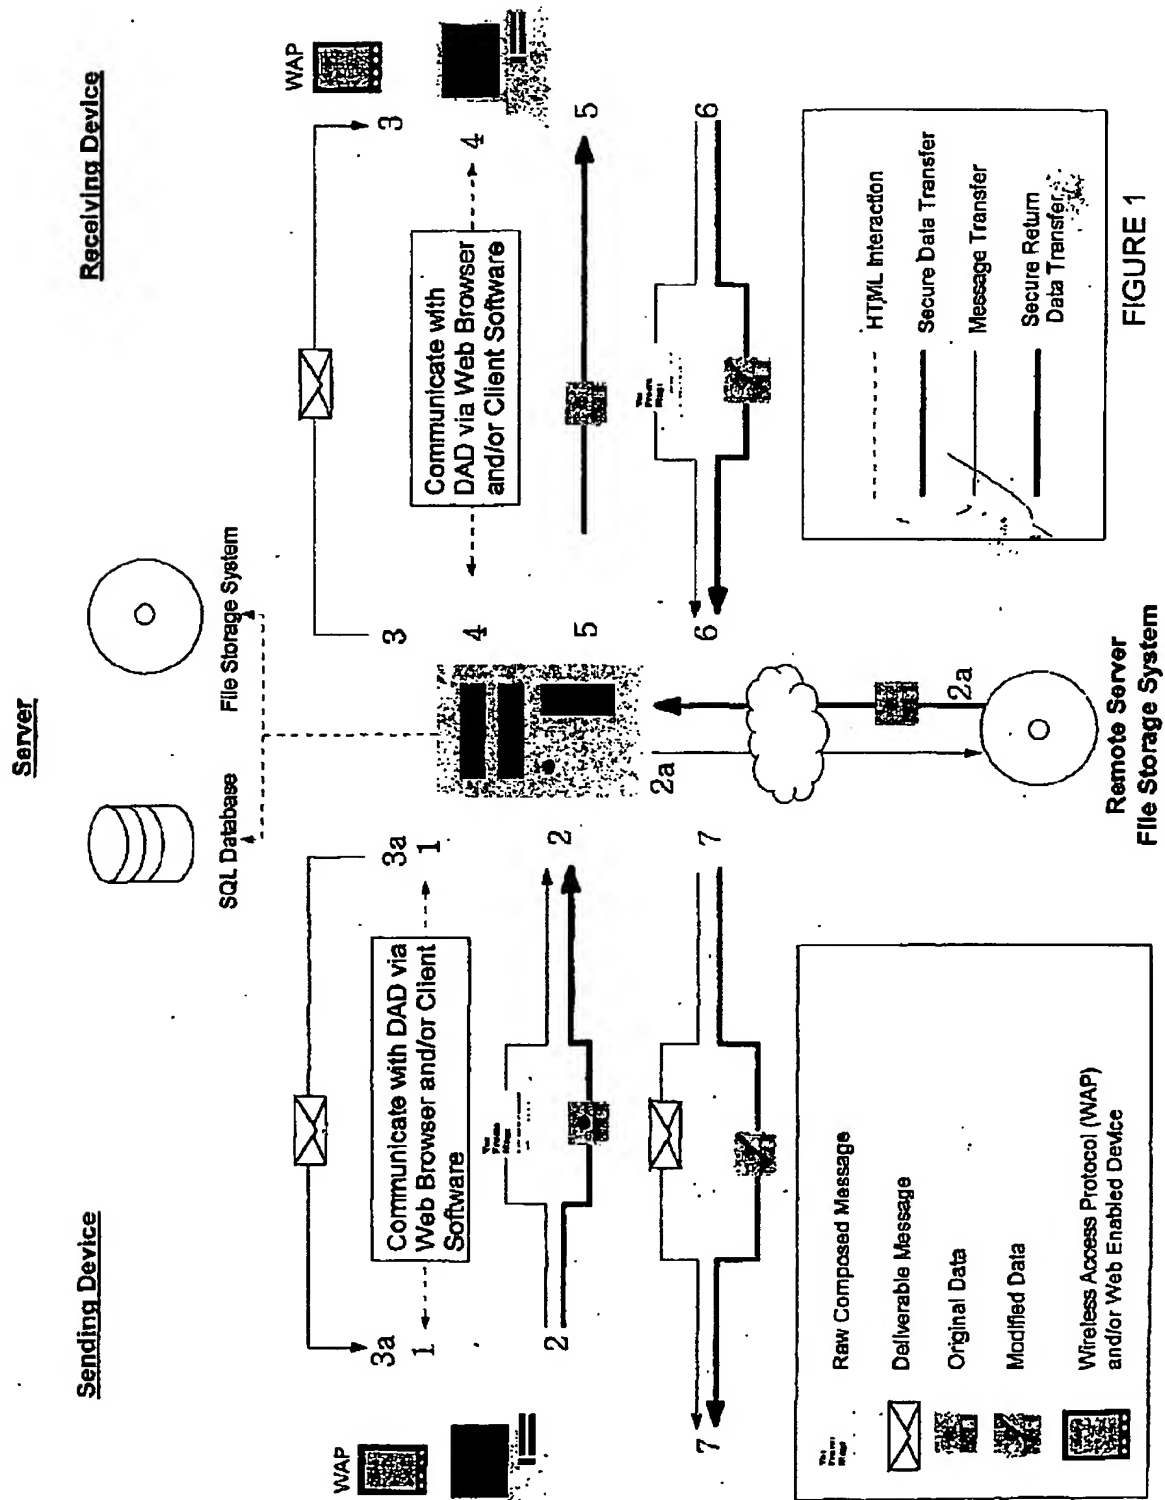 Server
Sending Device
Receiving Device
SQL Database
File Storage System
WAP
WAP
3a
3a
3
3
1
Communicate with DAD via
Web Browser and/or Client
Software
1
4
Communicate with
DAD via Web Browser
and/or Client Software
4
2
2
5
5
2a
2a
7
7
6
6
Remote Server
File Storage System
Raw Composed Message
Deliverable Message
Original Data
Modified Data
Wireless Access Protocol (WAP)
and/or Web Enabled Device
HTML Interaction
Secure Data Transfer
Message Transfer
Secure Return
Data Transfer
FIGURE 1